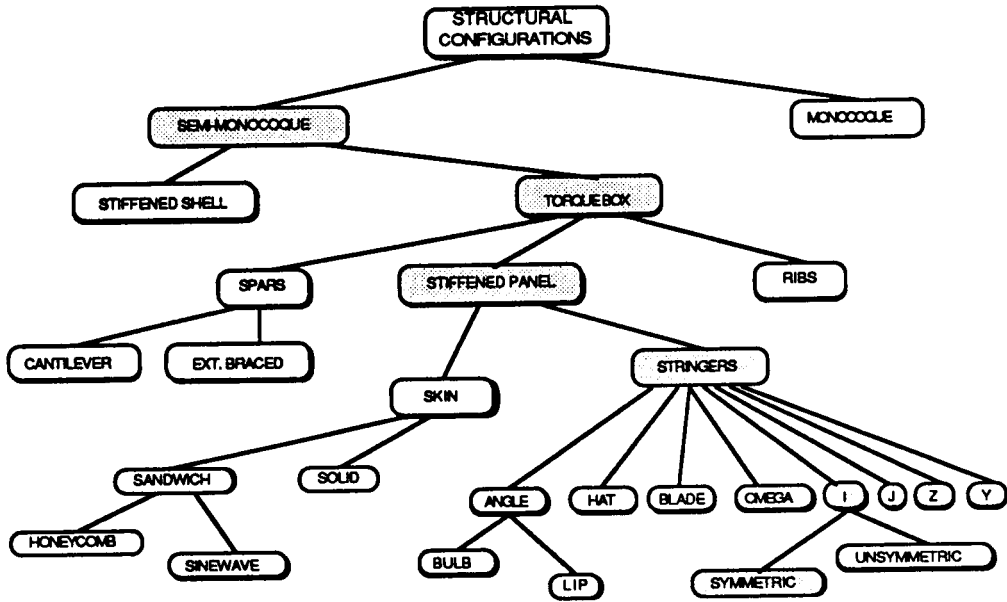 STRUCTURAL
CONFIGURATIONS
SEMI-MONOCOQUE
MONOCOQUE
STIFFENED SHELL
TORQUE BOX
SPARS
STIFFENED PANEL
RIBS
CANTILEVER
EXT. BRACED
STRINGERS
SKIN
SANDWICH
SOLID
ANGLE
HAT
BLADE
OMEGA
I
J
Z
Y
HONEYCOMB
SINEWAVE
BULB
LIP
SYMMETRIC
UNSYMMETRIC